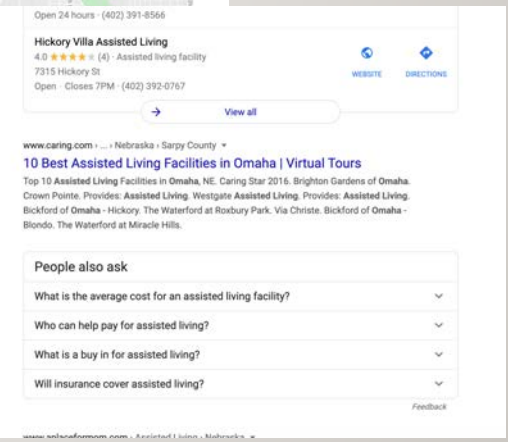 Open 24 hours · (402) 391-8566
Hickory Villa Assisted Living
4.0 ★★★★★ (4) · Assisted living facility
7315 Hickory St
Open · Closes 7PM · (402) 392-0767
WEBSITE
DIRECTIONS
View all
www.caring.com › ... › Nebraska › Sarpy County
10 Best Assisted Living Facilities in Omaha | Virtual Tours
Top 10 Assisted Living Facilities in Omaha, NE. Caring Star 2016. Brighton Gardens of Omaha.
Crown Pointe. Provides: Assisted Living. Westgate Assisted Living. Provides: Assisted Living.
Bickford of Omaha - Hickory. The Waterford at Roxbury Park. Via Christe. Bickford of Omaha -
Blondo. The Waterford at Miracle Hills.
People also ask
What is the average cost for an assisted living facility?
Who can help pay for assisted living?
What is a buy in for assisted living?
Will insurance cover assisted living?
Feedback
www.aplaceformom.com › Assisted Living › Nebraska